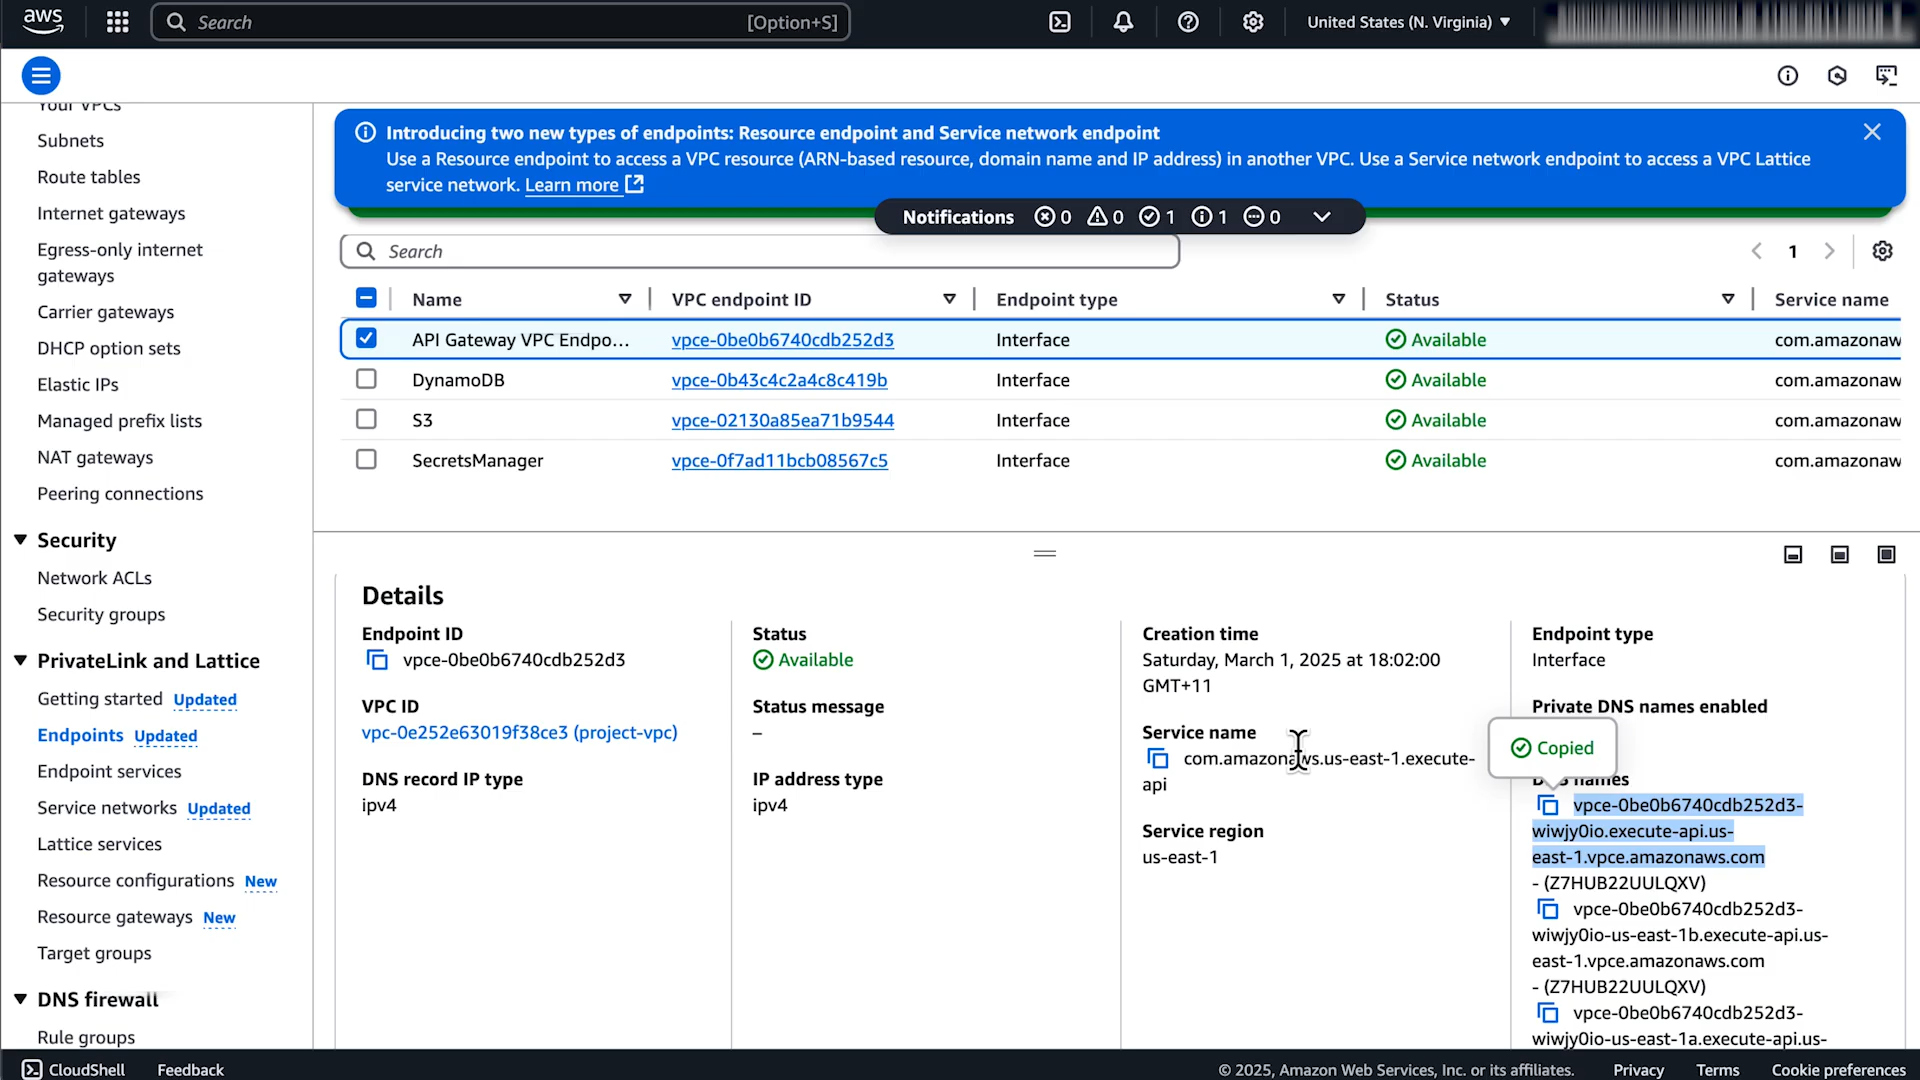 aws
Search
[Option+S]
United States (N. Virginia)
Your VPCs
Subnets
Route tables
Internet gateways
Egress-only internet
gateways
Carrier gateways
DHCP option sets
Elastic IPs
Managed prefix lists
NAT gateways
Peering connections
Security
Network ACLs
Security groups
PrivateLink and Lattice
Getting started Updated
Endpoints Updated
Endpoint services
Service networks Updated
Lattice services
Resource configurations New
Resource gateways New
Target groups
DNS firewall
Rule groups
Introducing two new types of endpoints: Resource endpoint and Service network endpoint
Use a Resource endpoint to access a VPC resource (ARN-based resource, domain name and IP address) in another VPC. Use a Service network endpoint to access a VPC Lattice
service network. Learn more
Notifications 0 0 1 1 0
Search
1
Name VPC endpoint ID Endpoint type Status Service name
API Gateway VPC Endpo... vpce-0be0b6740cdb252d3 Interface Available com.amazonaw
DynamoDB vpce-0b43c4c2a4c8c419b Interface Available com.amazonaw
S3 vpce-02130a85ea71b9544 Interface Available com.amazonaw
SecretsManager vpce-0f7ad11bcb08567c5 Interface Available com.amazonaw
Details
Endpoint ID
vpce-0be0b6740cdb252d3
VPC ID
vpc-0e252e63019f38ce3 (project-vpc)
DNS record IP type
ipv4
Status
Available
Status message
–
IP address type
ipv4
Creation time
Saturday, March 1, 2025 at 18:02:00
GMT+11
Service name
com.amazonaws.us-east-1.execute-
api
Service region
us-east-1
Endpoint type
Interface
Private DNS names enabled
Copied
DNS names
vpce-0be0b6740cdb252d3-
wiwjy0io.execute-api.us-
east-1.vpce.amazonaws.com
- (Z7HUB22UULQXV)
vpce-0be0b6740cdb252d3-
wiwjy0io-us-east-1b.execute-api.us-
east-1.vpce.amazonaws.com
- (Z7HUB22UULQXV)
vpce-0be0b6740cdb252d3-
wiwjy0io-us-east-1a.execute-api.us-
CloudShell Feedback
© 2025, Amazon Web Services, Inc. or its affiliates. Privacy Terms Cookie preferences